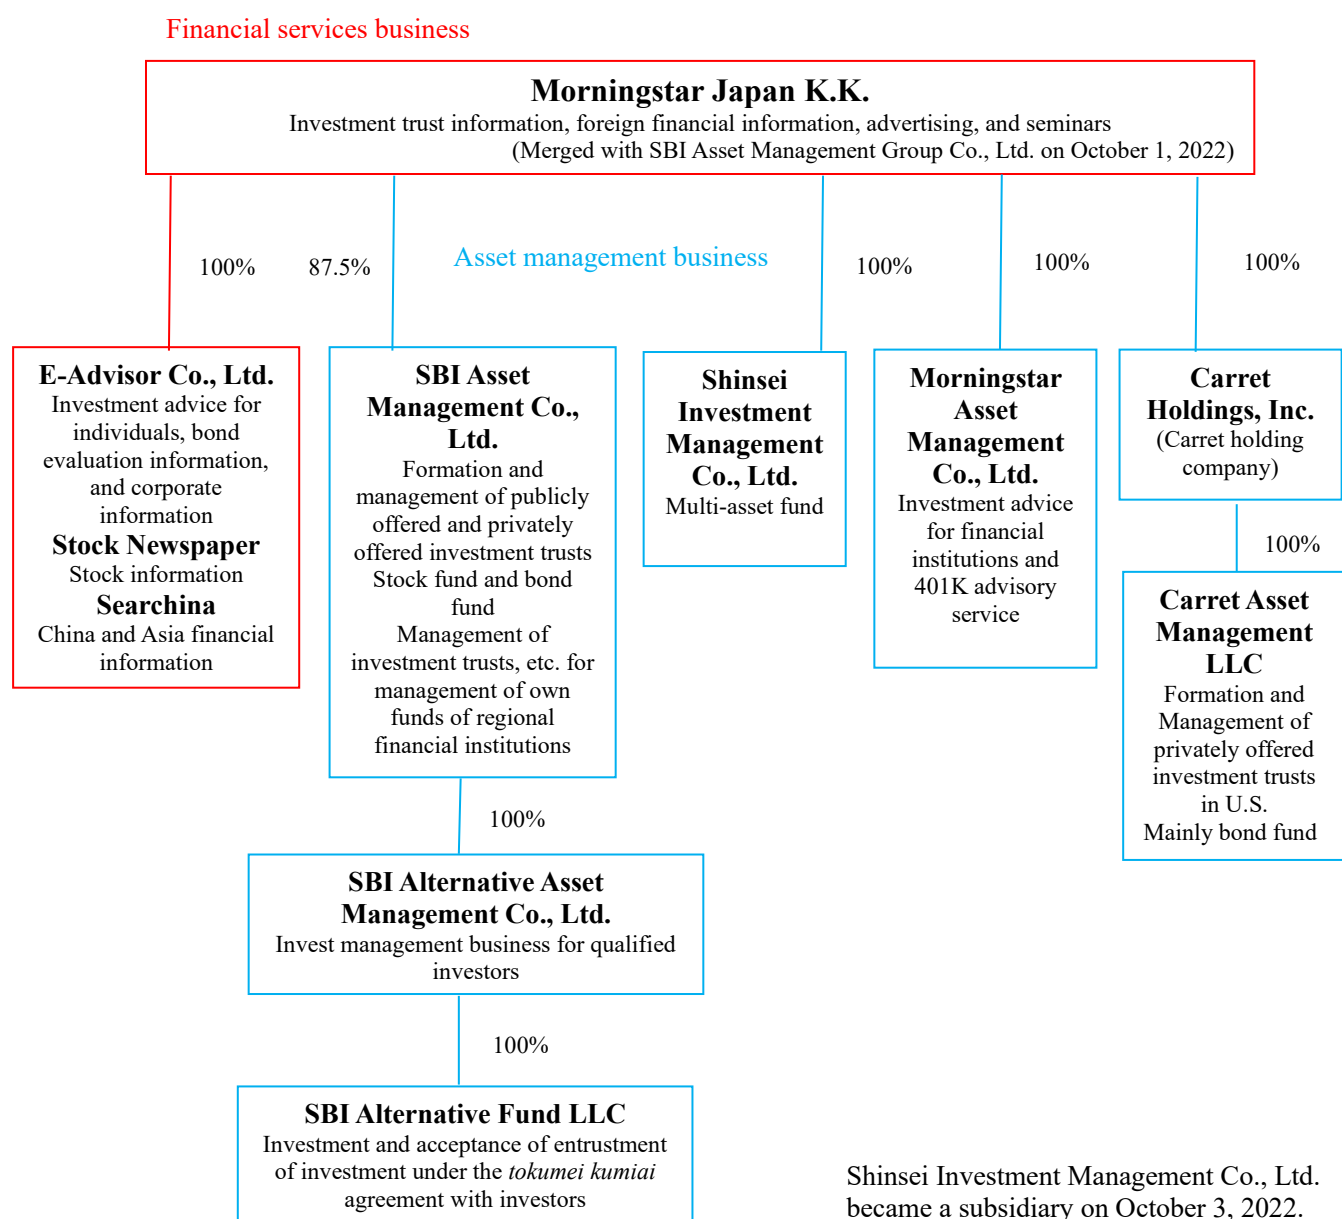 Financial services business
Morningstar Japan K.K.
Investment trust information, foreign financial information, advertising, and seminars
(Merged with SBI Asset Management Group Co., Ltd. on October 1, 2022)
100%
87.5%
Asset management business
100%
100%
100%
E-Advisor Co., Ltd.
Investment advice for
individuals, bond
evaluation information,
and corporate
information
Stock Newspaper
Stock information
Searchina
China and Asia financial
information
SBI Asset
Management Co.,
Ltd.
Formation and
management of publicly
offered and privately
offered investment trusts
Stock fund and bond
fund
Management of
investment trusts, etc. for
management of own
funds of regional
financial institutions
Shinsei
Investment
Management
Co., Ltd.
Multi-asset fund
Morningstar
Asset
Management
Co., Ltd.
Investment advice
for financial
institutions and
401K advisory
service
Carret
Holdings, Inc.
(Carret holding
company)
100%
Carret Asset
Management
LLC
Formation and
Management of
privately offered
investment trusts
in U.S.
Mainly bond fund
100%
SBI Alternative Asset
Management Co., Ltd.
Invest management business for qualified
investors
100%
SBI Alternative Fund LLC
Investment and acceptance of entrustment
of investment under the tokumei kumiai
agreement with investors
Shinsei Investment Management Co., Ltd.
became a subsidiary on October 3, 2022.